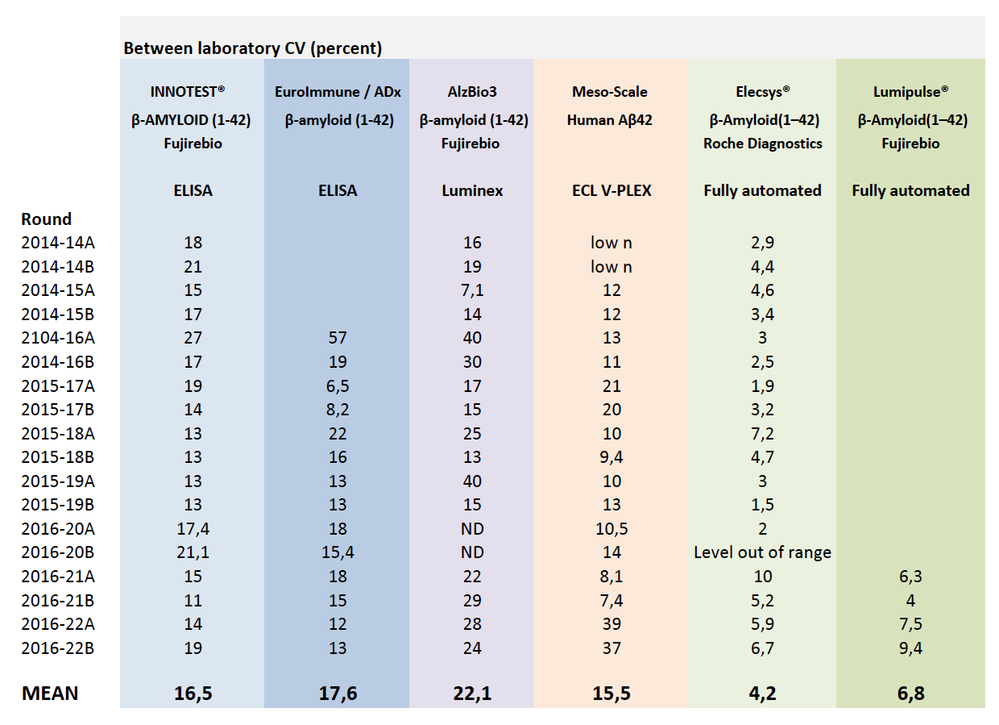 Between laboratory CV (percent)
INNOTEST® EuroImmune / ADx AlzBio3 Meso-Scale Elecsys® Lumipulse®
β-AMYLOID (1-42) β-amyloid (1-42) β-amyloid (1-42) Human Aβ42 β-Amyloid(1–42) β-Amyloid(1–42)
Fujirebio Fujirebio Roche Diagnostics Fujirebio
ELISA ELISA Luminex ECL V-PLEX Fully automated Fully automated
Round
2014-14A 18 16 low n 2,9
2014-14B 21 19 low n 4,4
2014-15A 15 7,1 12 4,6
2014-15B 17 14 12 3,4
2104-16A 27 57 40 13 3
2014-16B 17 19 30 11 2,5
2015-17A 19 6,5 17 21 1,9
2015-17B 14 8,2 15 20 3,2
2015-18A 13 22 25 10 7,2
2015-18B 13 16 13 9,4 4,7
2015-19A 13 13 40 10 3
2015-19B 13 13 15 13 1,5
2016-20A 17,4 18 ND 10,5 2
2016-20B 21,1 15,4 ND 14 Level out of range
2016-21A 15 18 22 8,1 10 6,3
2016-21B 11 15 29 7,4 5,2 4
2016-22A 14 12 28 39 5,9 7,5
2016-22B 19 13 24 37 6,7 9,4
MEAN 16,5 17,6 22,1 15,5 4,2 6,8